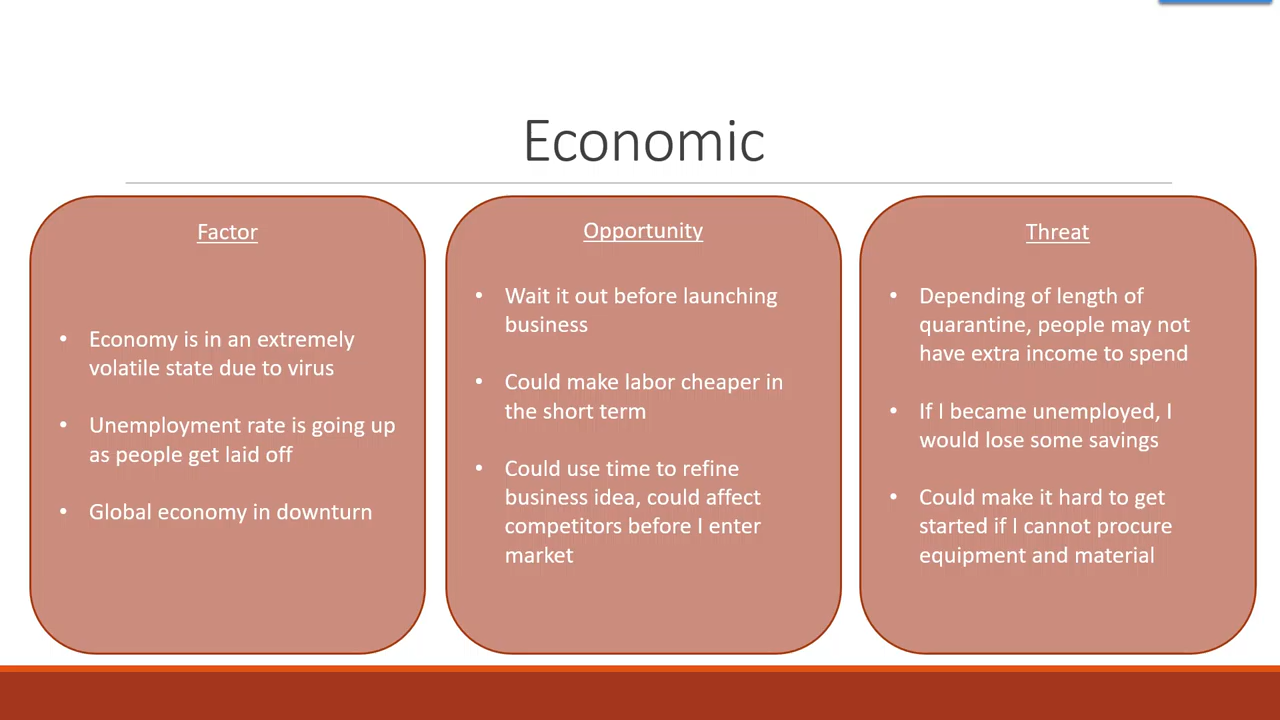 Economic
Factor
• Economy is in an extremely
volatile state due to virus
• Unemployment rate is going up
as people get laid off
• Global economy in downturn
Opportunity
• Wait it out before launching
business
• Could make labor cheaper in
the short term
• Could use time to refine
business idea, could affect
competitors before I enter
market
Threat
• Depending of length of
quarantine, people may not
have extra income to spend
• If I became unemployed, I
would lose some savings
• Could make it hard to get
started if I cannot procure
equipment and material